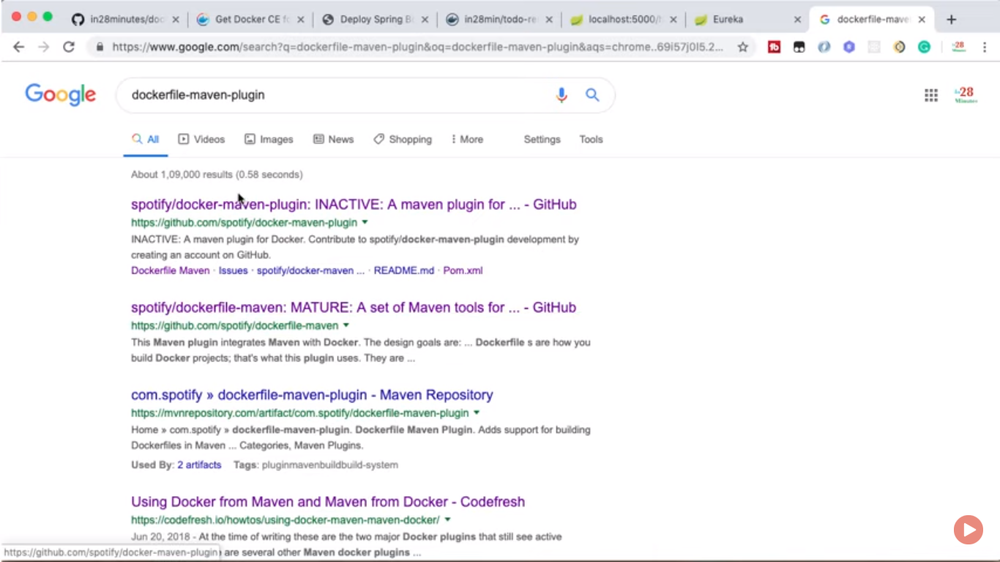 in28minutes/doc
Get Docker CE fo
Deploy Spring B
in28min/todo-re
localhost:5000/
Eureka
dockerfile-mave
https://www.google.com/search?q=dockerfile-maven-plugin&oq=dockerfile-maven-plugin&aqs=chrome..69i57j0l5.2...
Google
dockerfile-maven-plugin
28
Minutes
All
Videos
Images
News
Shopping
More
Settings
Tools
About 1,09,000 results (0.58 seconds)
spotify/docker-maven-plugin: INACTIVE: A maven plugin for ... - GitHub
https://github.com/spotify/docker-maven-plugin
INACTIVE: A maven plugin for Docker. Contribute to spotify/docker-maven-plugin development by
creating an account on GitHub.
Dockerfile Maven · Issues · spotify/docker-maven ... · README.md · Pom.xml
spotify/dockerfile-maven: MATURE: A set of Maven tools for ... - GitHub
https://github.com/spotify/dockerfile-maven
This Maven plugin integrates Maven with Docker. The design goals are: ... Dockerfile s are how you
build Docker projects; that's what this plugin uses. They are ...
com.spotify » dockerfile-maven-plugin - Maven Repository
https://mvnrepository.com/artifact/com.spotify/dockerfile-maven-plugin
Home » com.spotify » dockerfile-maven-plugin. Dockerfile Maven Plugin. Adds support for building
Dockerfiles in Maven ... Categories, Maven Plugins.
Used By: 2 artifacts Tags: pluginmavenbuildbuild-system
Using Docker from Maven and Maven from Docker - Codefresh
https://codefresh.io/howtos/using-docker-maven-maven-docker/
Jun 20, 2018 - At the time of writing these are the two major Docker plugins that still see active
https://github.com/spotify/docker-maven-plugin are several other Maven docker plugins ...